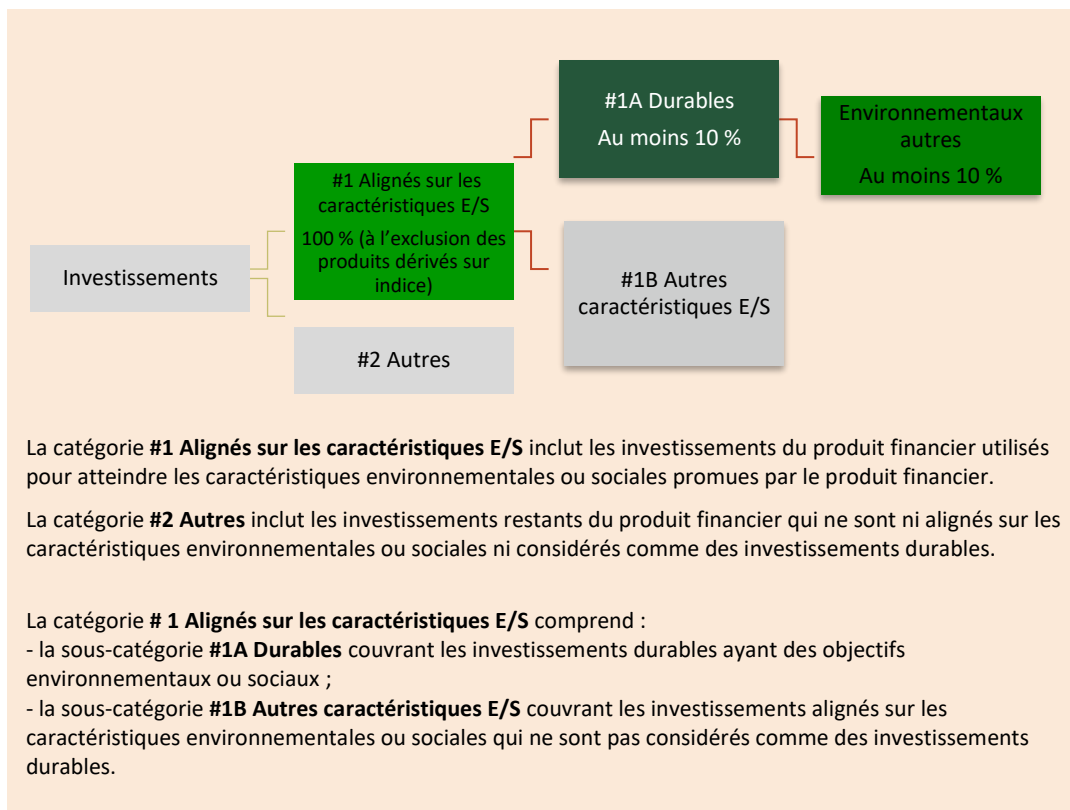 #1A Durables
Au moins 10 %
Environnementaux
autres
Au moins 10 %
#1 Alignés sur les
caractéristiques E/S
100 % (à l’exclusion des
produits dérivés sur
indice)
Investissements
#1B Autres
caractéristiques E/S
#2 Autres
La catégorie #1 Alignés sur les caractéristiques E/S inclut les investissements du produit financier utilisés
pour atteindre les caractéristiques environnementales ou sociales promues par le produit financier.
La catégorie #2 Autres inclut les investissements restants du produit financier qui ne sont ni alignés sur les
caractéristiques environnementales ou sociales ni considérés comme des investissements durables.
La catégorie # 1 Alignés sur les caractéristiques E/S comprend :
- la sous-catégorie #1A Durables couvrant les investissements durables ayant des objectifs
environnementaux ou sociaux ;
- la sous-catégorie #1B Autres caractéristiques E/S couvrant les investissements alignés sur les
caractéristiques environnementales ou sociales qui ne sont pas considérés comme des investissements
durables.